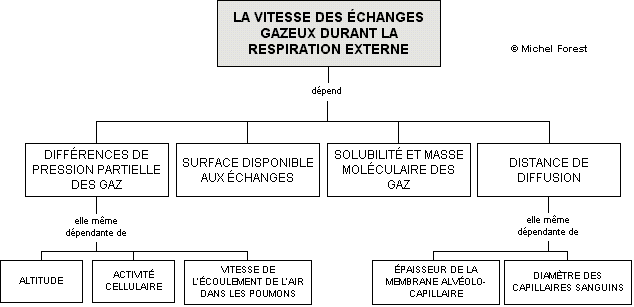 LA VITESSE DES ÉCHANGES
GAZEUX DURANT LA
RESPIRATION EXTERNE
© Michel Forest
dépend
DIFFÉRENCES DE
PRESSION PARTIELLE
DES GAZ
SURFACE DISPONIBLE
AUX ÉCHANGES
SOLUBILITÉ ET MASSE
MOLÉCULAIRE DES
GAZ
DISTANCE DE
DIFFUSION
elle même
dépendante de
elle même
dépendante de
ALTITUDE
ACTIVITÉ
CELLULAIRE
VITESSE DE
L'ÉCOULEMENT DE L'AIR
DANS LES POUMONS
ÉPAISSEUR DE LA
MEMBRANE ALVÉOLO-
CAPILLAIRE
DIAMÈTRE DES
CAPILLAIRES SANGUINS